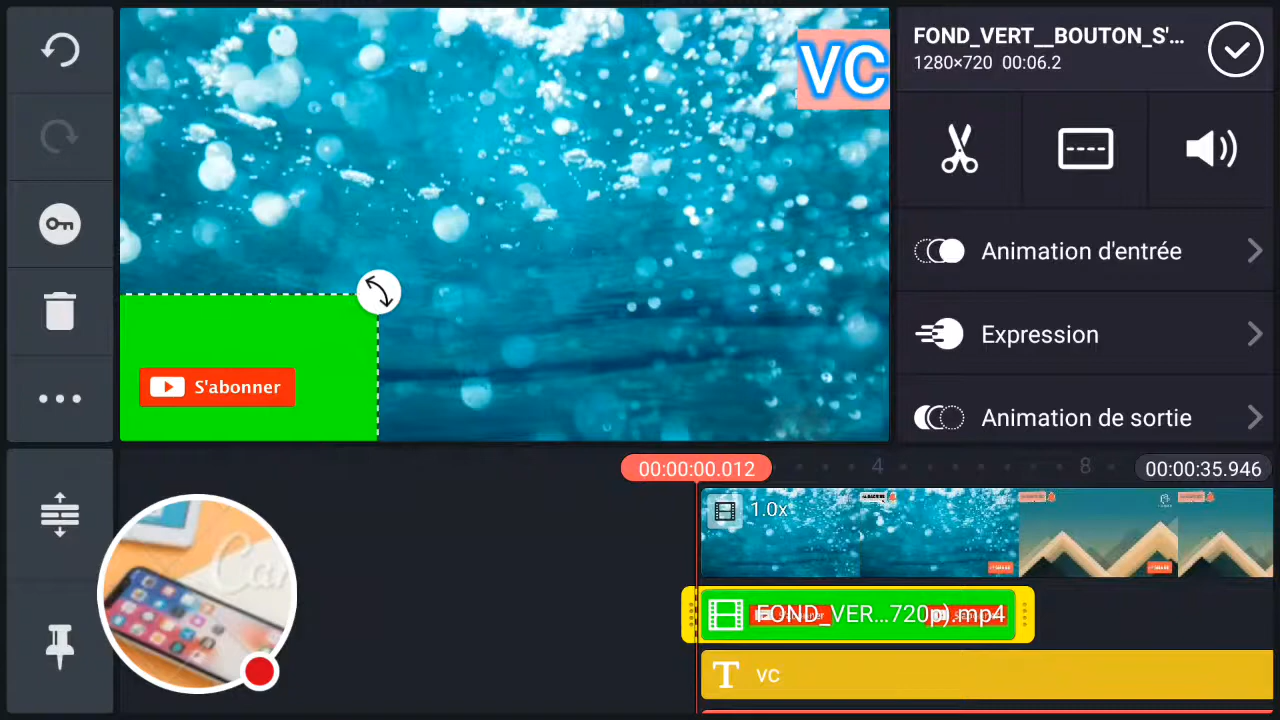 VC
FOND_VERT__BOUTON_S'...
1280×720 00:06.2
Animation d'entrée
Expression
Animation de sortie
S'abonner
00:00:00.012
4
8
00:00:35.946
1.0x
FOND_VER...720p).mp4
T VC